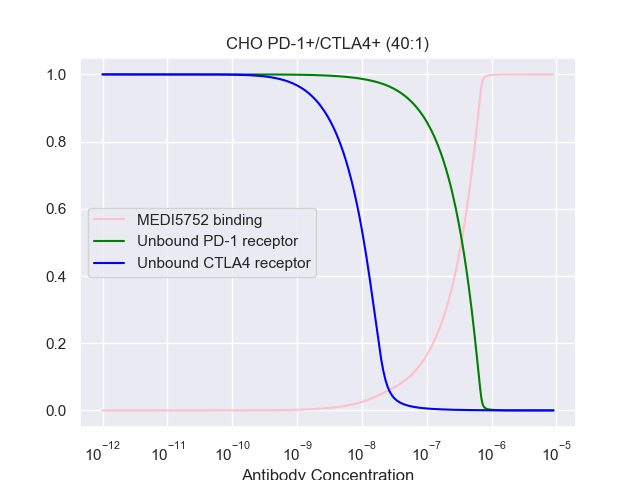 CHO PD-1+/CTLA4+ (40:1)
1.0
0.8
0.6
0.4
0.2
0.0
MEDI5752 binding
Unbound PD-1 receptor
Unbound CTLA4 receptor
10⁻¹² 10⁻¹¹ 10⁻¹⁰ 10⁻⁹ 10⁻⁸ 10⁻⁷ 10⁻⁶ 10⁻⁵
Antibody Concentration